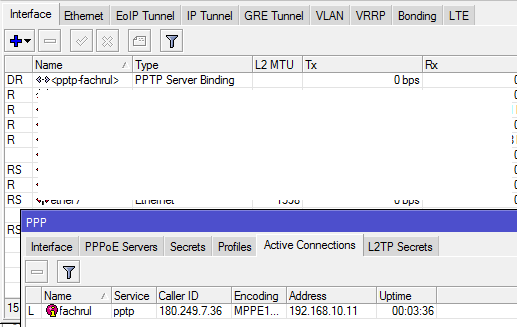 Interface Ethernet EoIP Tunnel IP Tunnel GRE Tunnel VLAN VRRP Bonding LTE
Name Type L2 MTU Tx Rx
DR <pptp-fachrul> PPTP Server Binding 0 bps
R
R
R
R
RS
R
RS Ethernet 0 bps
RS
PPP
Interface PPPoE Servers Secrets Profiles Active Connections L2TP Secrets
Name Service Caller ID Encoding Address Uptime
L fachrul pptp 180.249.7.36 MPPE1... 192.168.10.11 00:03:36
15